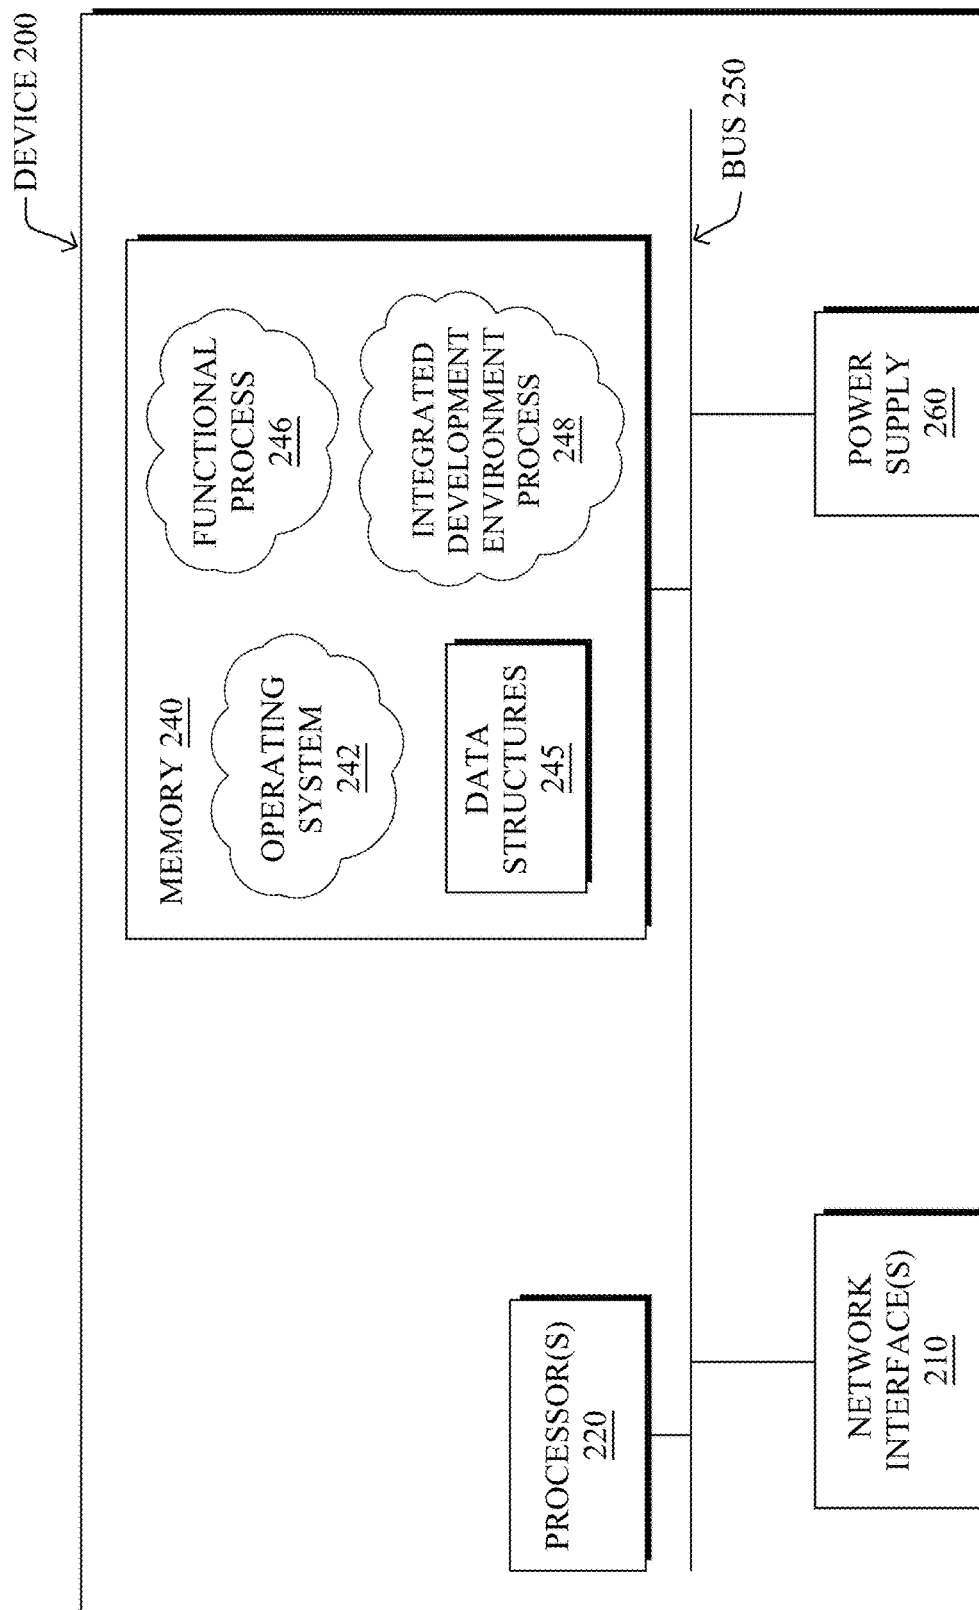 DEVICE 200
MEMORY 240
OPERATING
SYSTEM
242
FUNCTIONAL
PROCESS
246
DATA
STRUCTURES
245
INTEGRATED
DEVELOPMENT
ENVIRONMENT
PROCESS
248
PROCESSOR(S)
220
BUS 250
NETWORK
INTERFACE(S)
210
POWER
SUPPLY
260